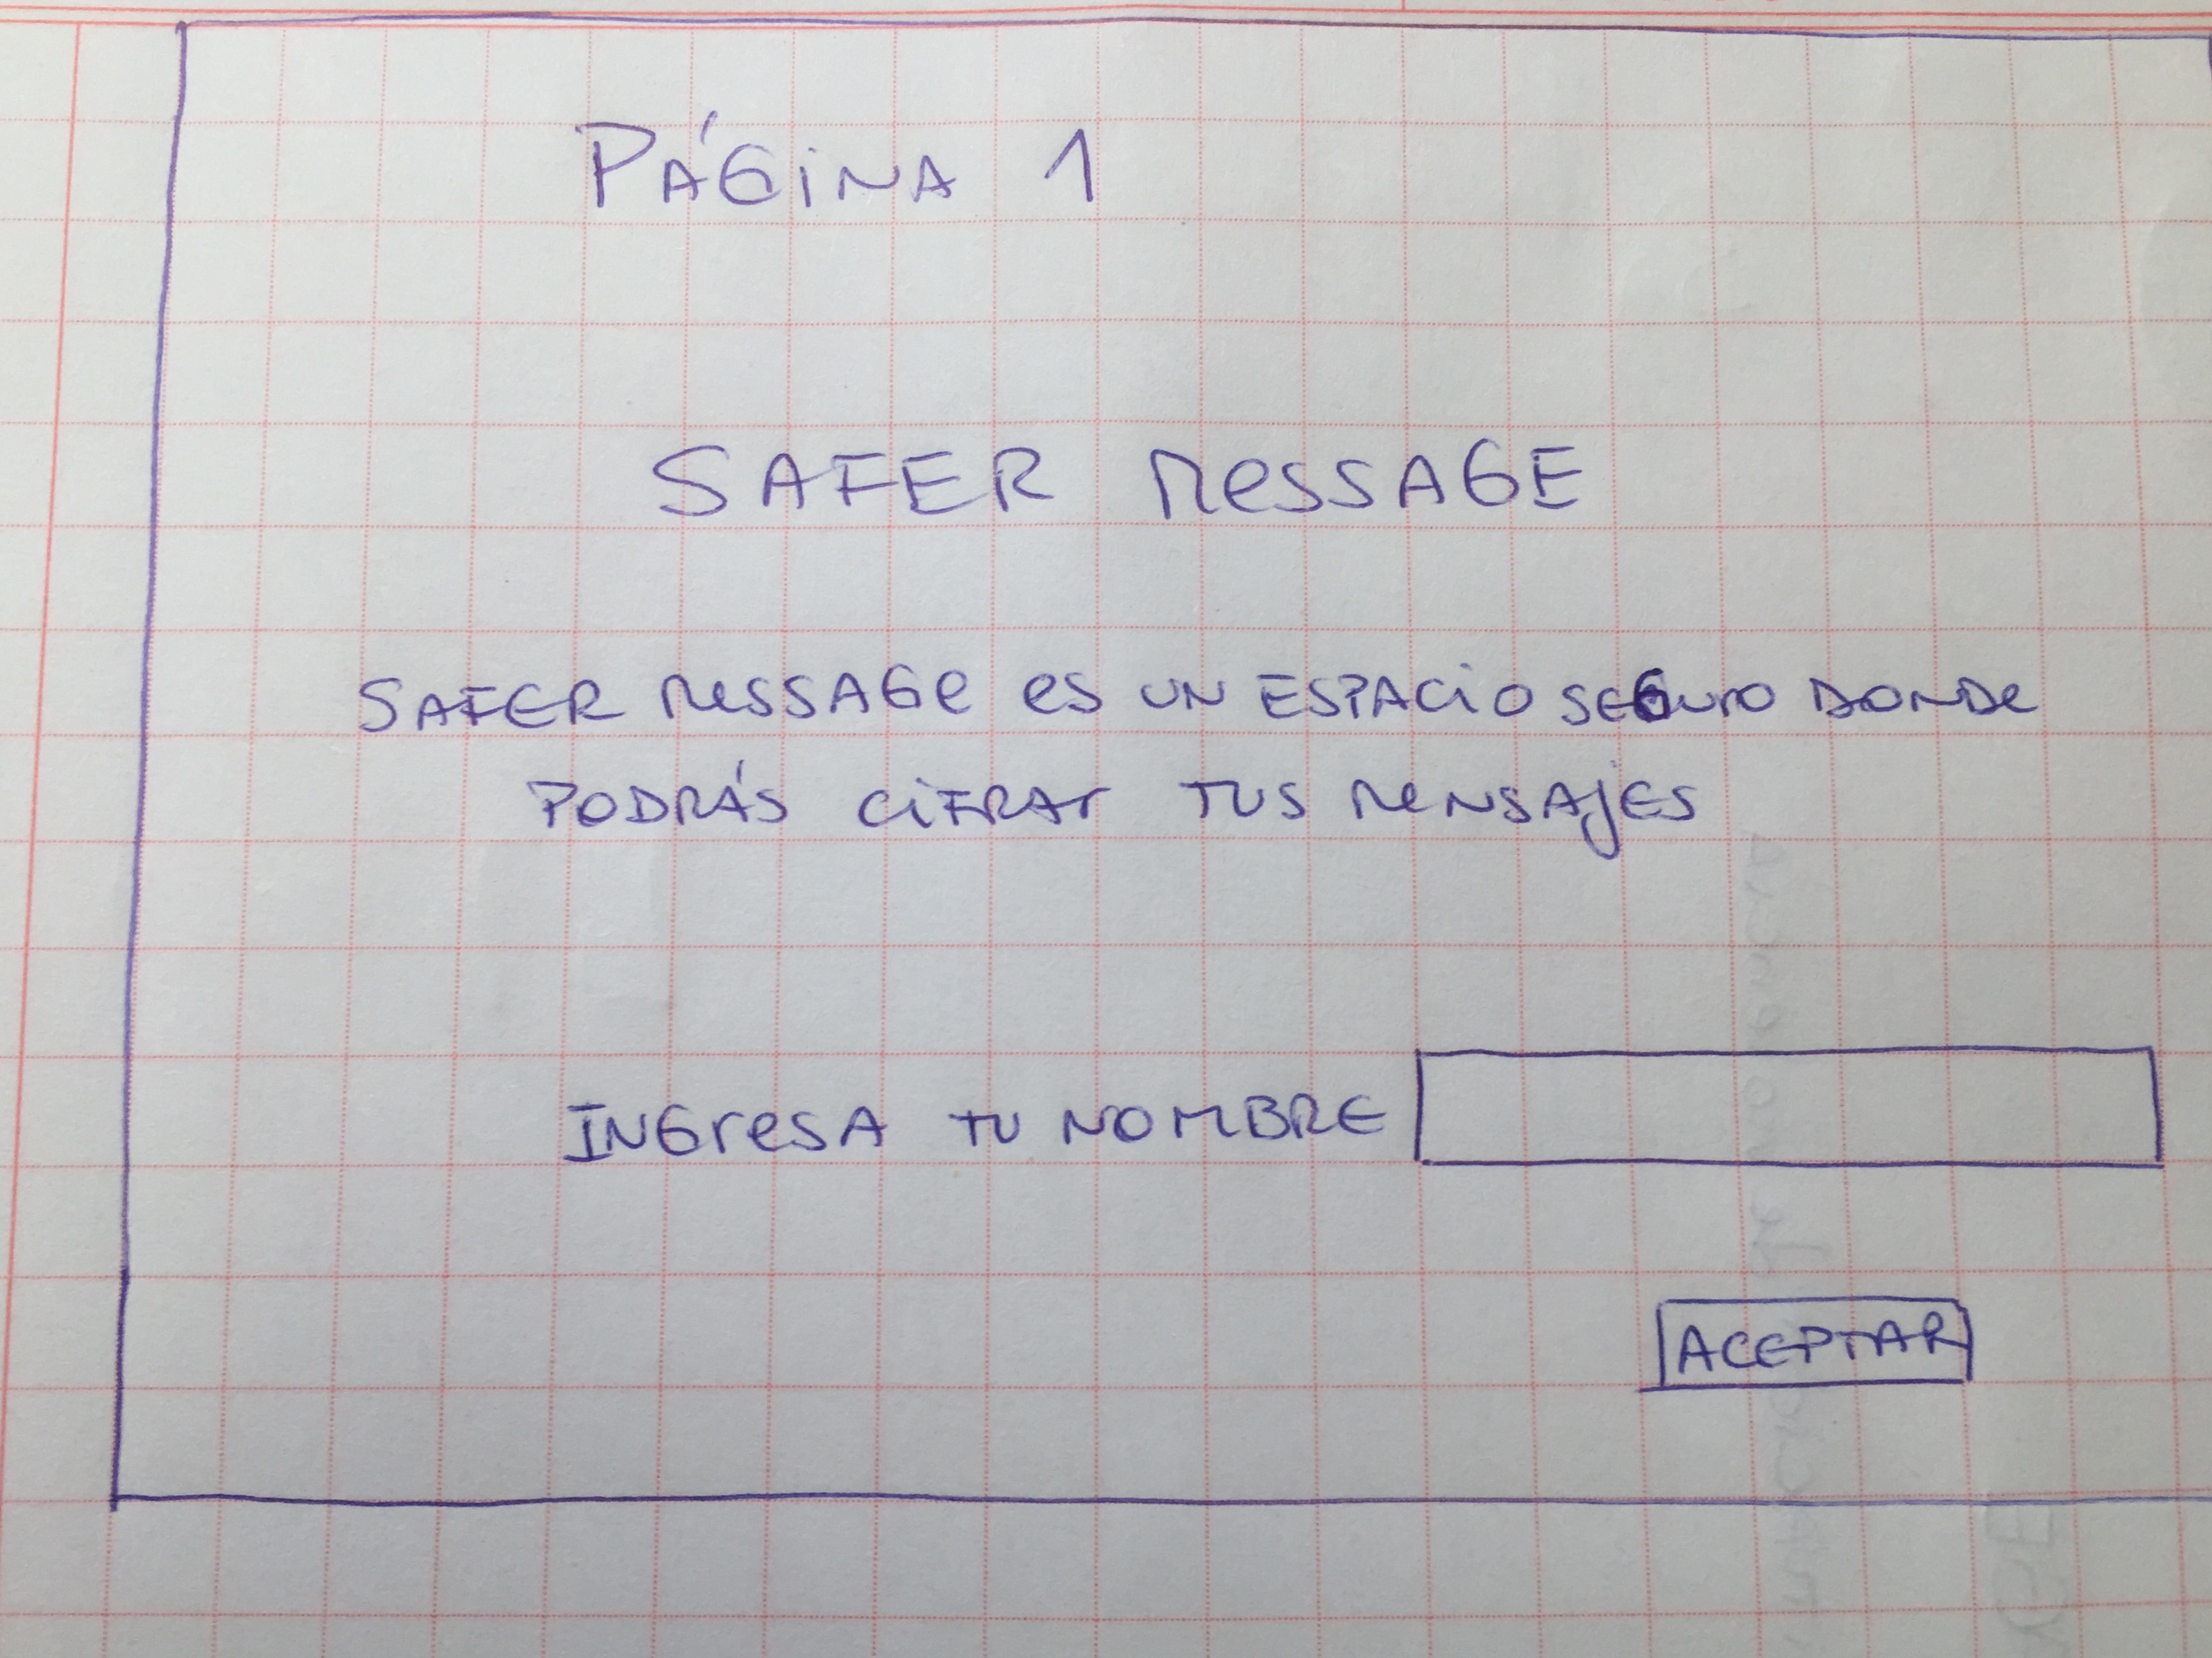 PÁGiNA 1
SAFER MeSSAGE
SAFER MeSSAGe es UN ESPACiO SEGUrO DONDe
PODRÁS CiFRAr TUS MeNSAjES
INGresA TU NOMBRE
ACEPTAR